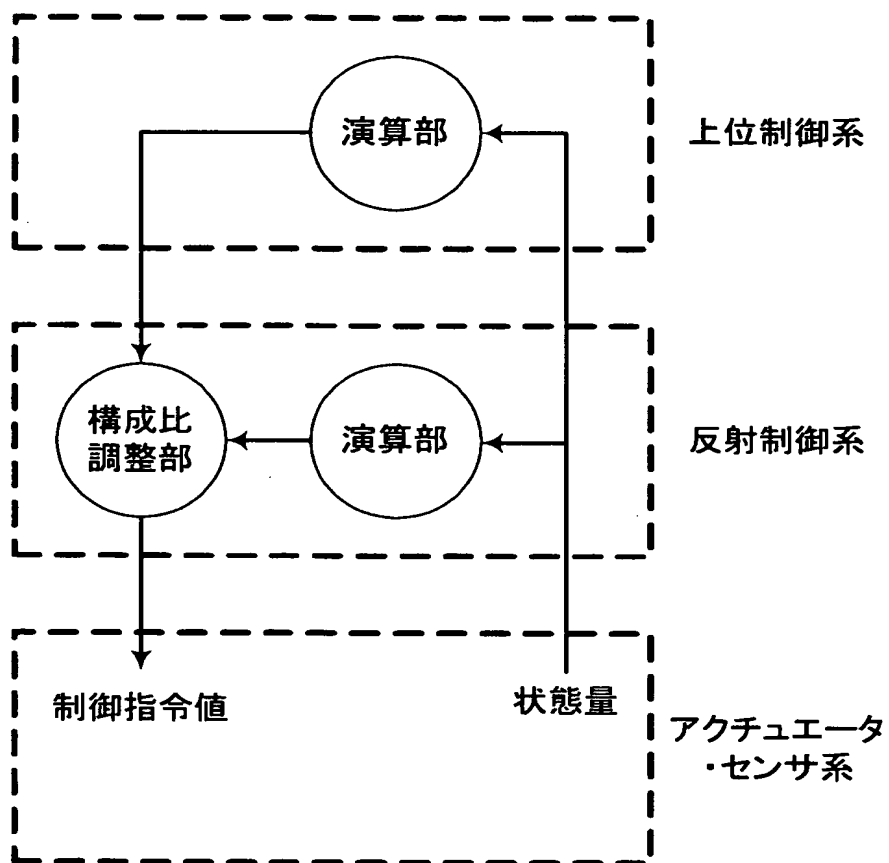 演算部
上位制御系
構成比
調整部
演算部
反射制御系
制御指令値
状態量
アクチュエータ
・センサ系